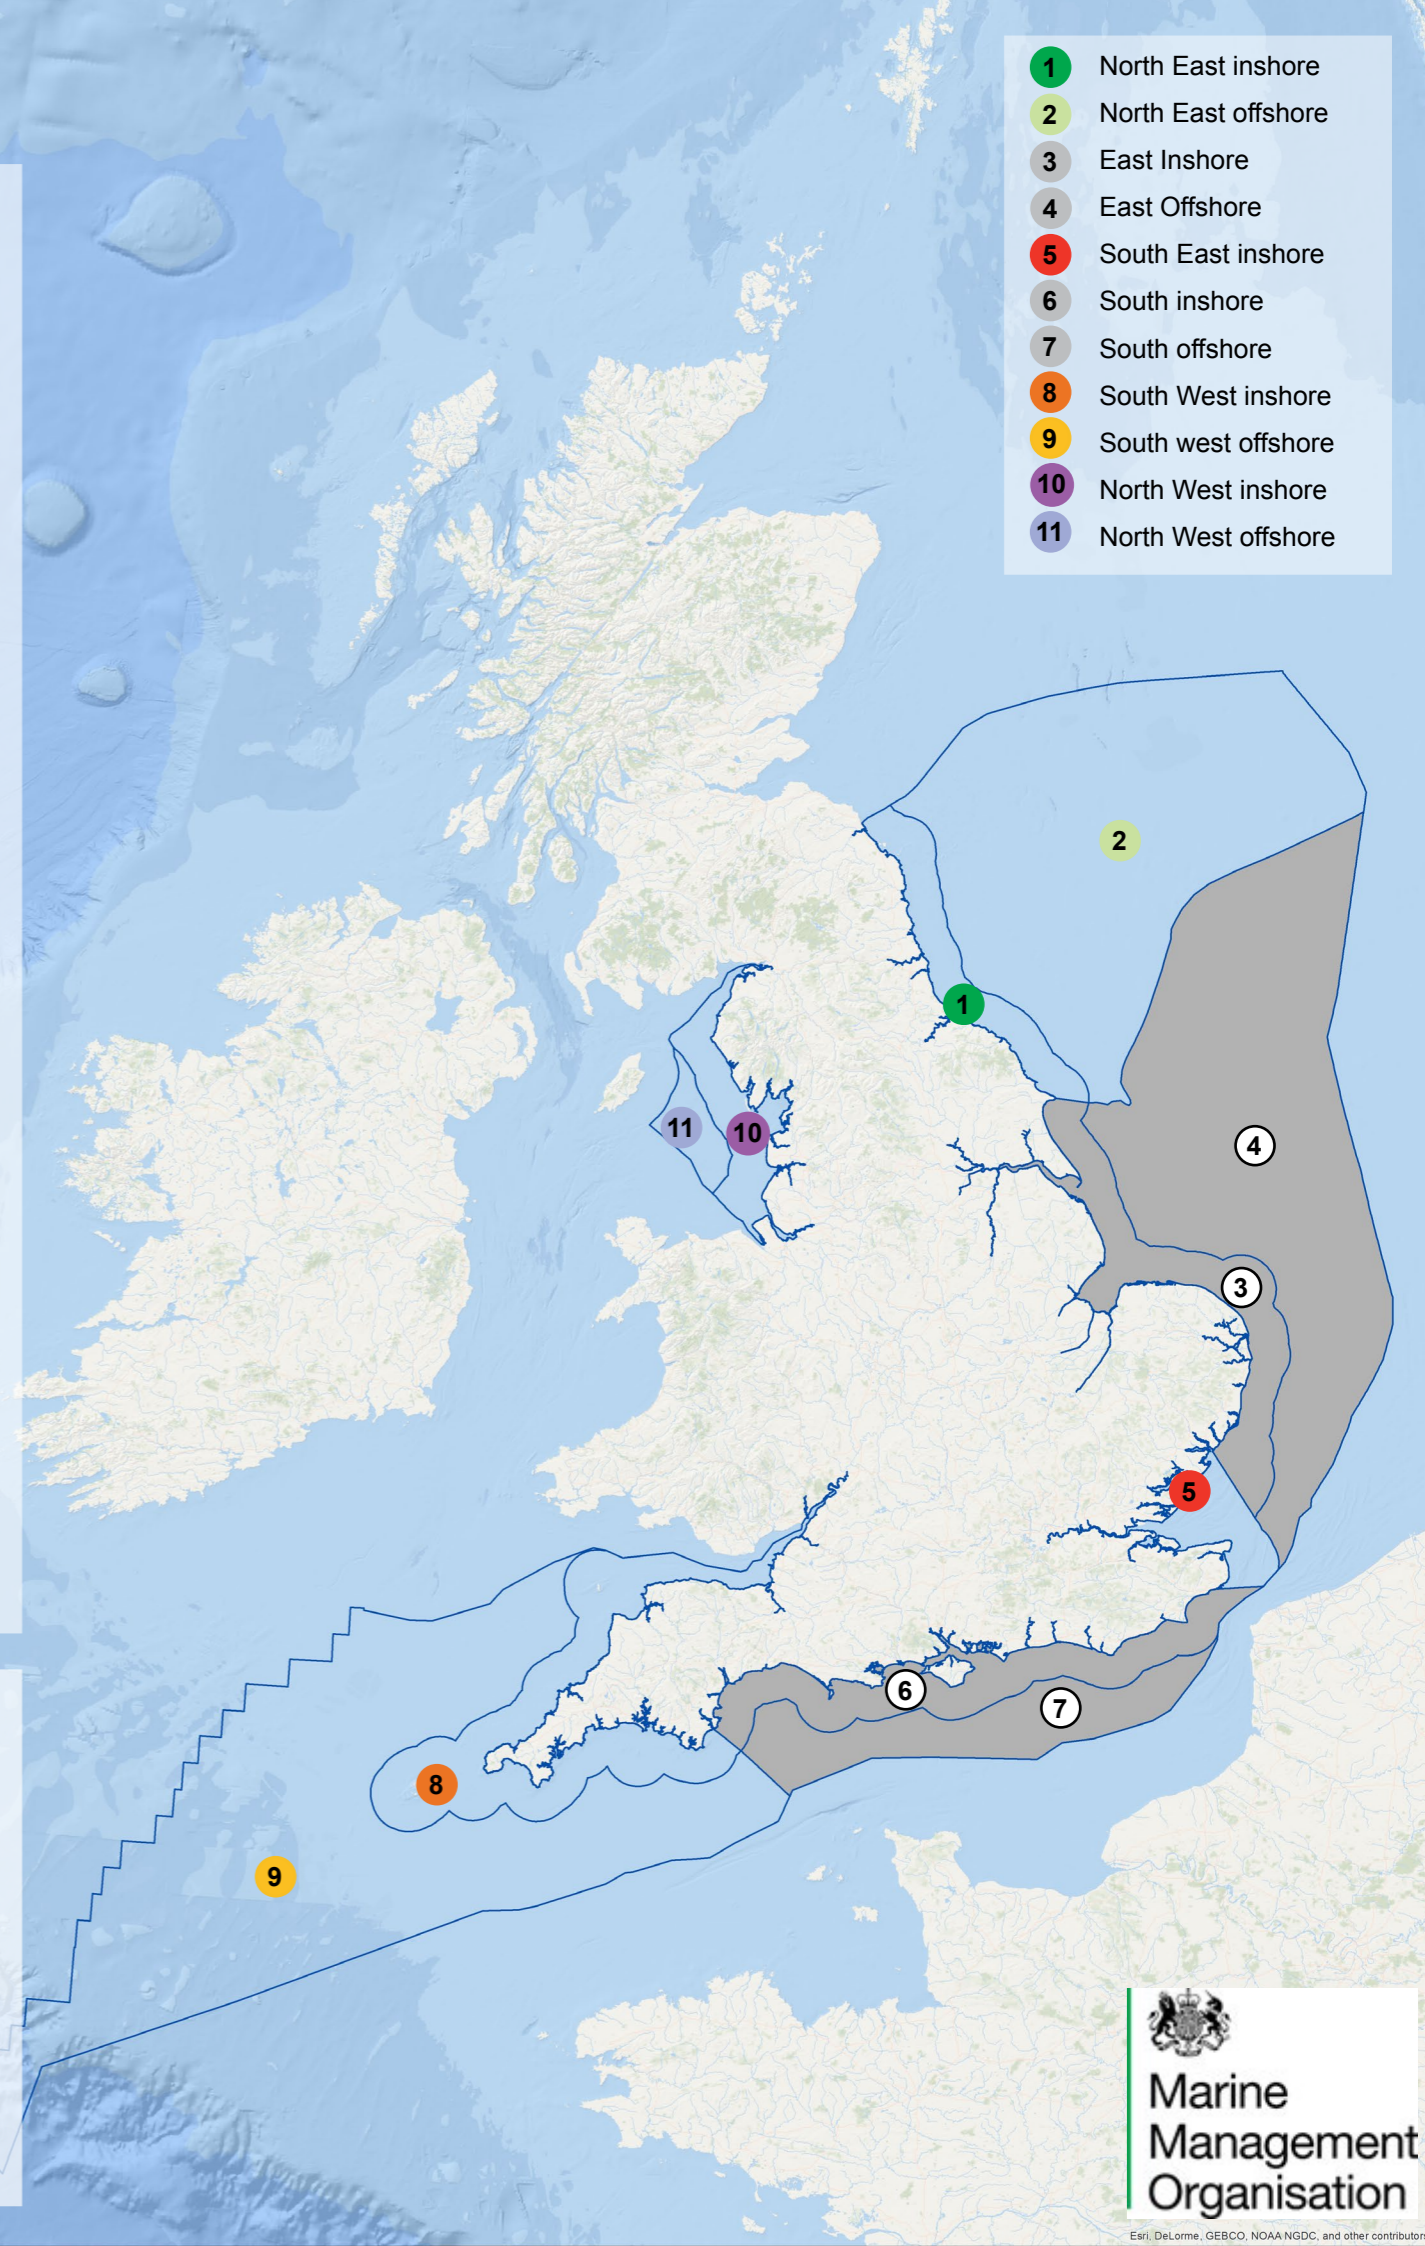 1 North East inshore
2 North East offshore
3 East Inshore
4 East Offshore
5 South East inshore
6 South inshore
7 South offshore
8 South West inshore
9 South west offshore
10 North West inshore
11 North West offshore
2
1
11
10
4
3
5
6
7
8
9
Marine
Management
Organisation
Esri, DeLorme, GEBCO, NOAA NGDC, and other contributors